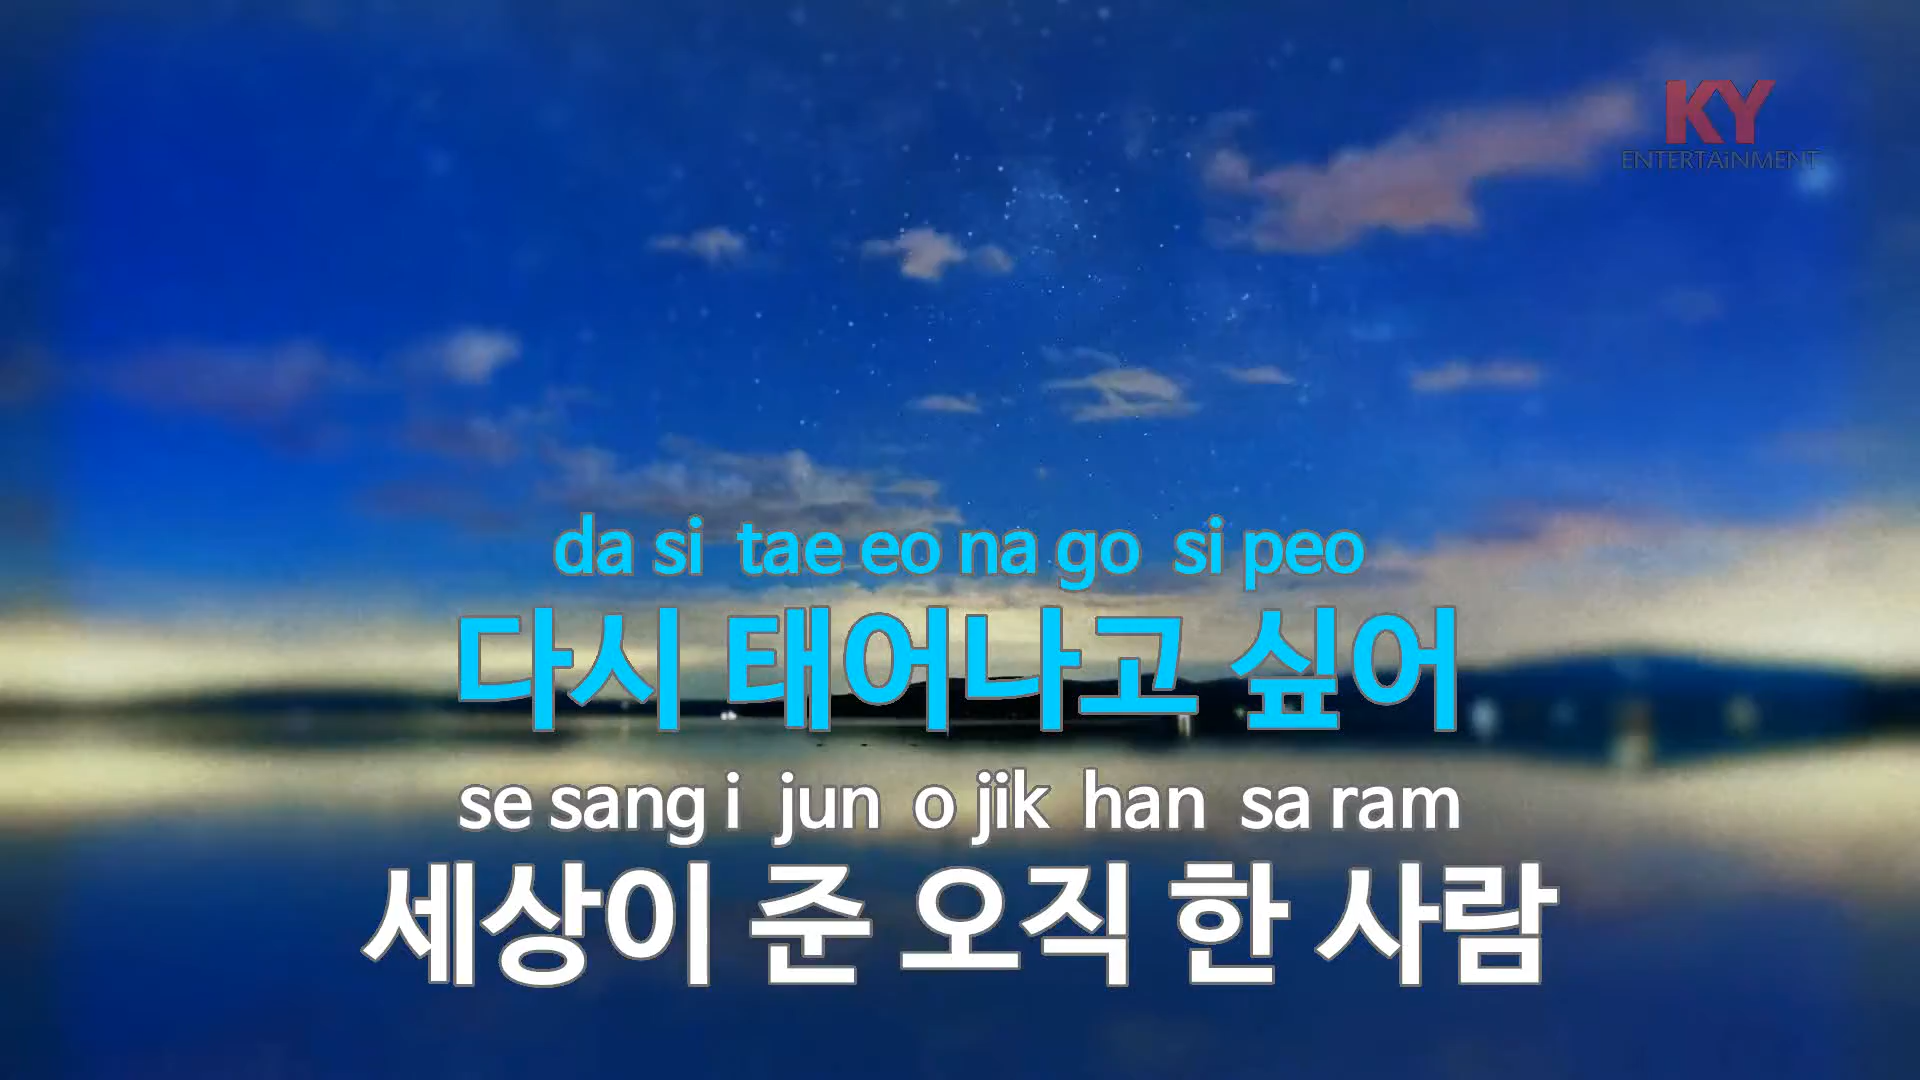 KY
ENTERTAiNMENT
da si tae eo na go si peo
다시 태어나고 싶어
se sang i jun o jik han sa ram
세상이 준 오직 한 사람